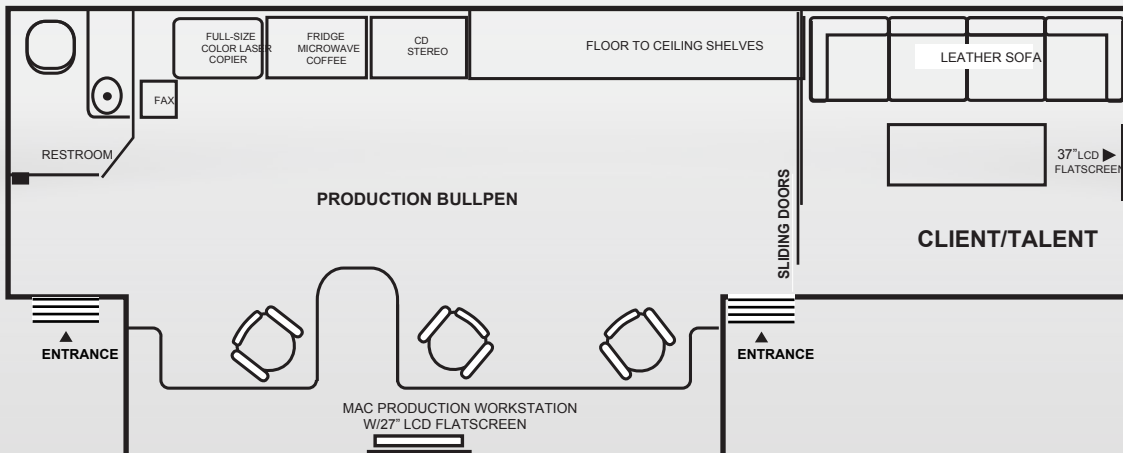 FULL-SIZE
COLOR LASER
COPIER
FRIDGE
MICROWAVE
COFFEE
CD
STEREO
FLOOR TO CEILING SHELVES
LEATHER SOFA
FAX
RESTROOM
37"LCD
FLATSCREEN
PRODUCTION BULLPEN
SLIDING DOORS
CLIENT/TALENT
ENTRANCE
ENTRANCE
MAC PRODUCTION WORKSTATION
W/27" LCD FLATSCREEN